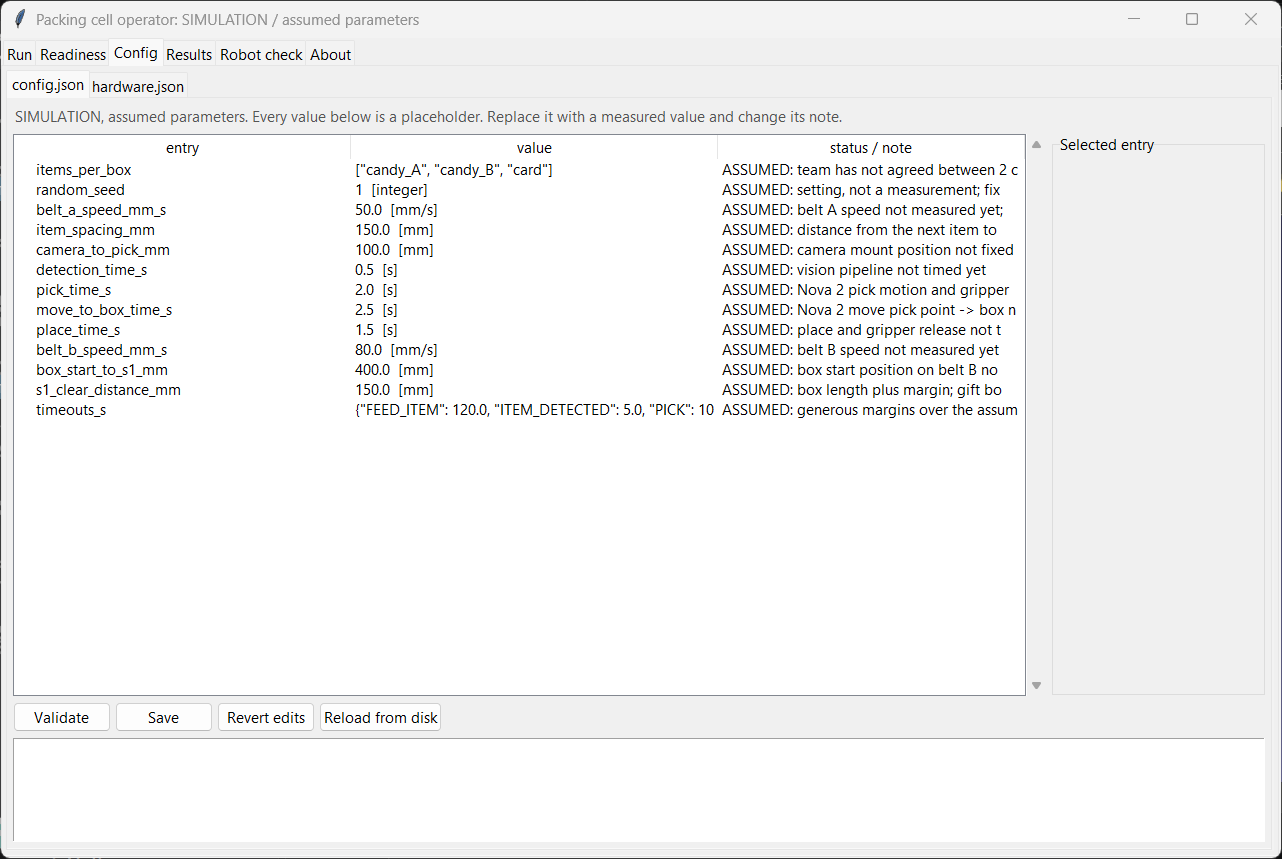 Packing cell operator: SIMULATION / assumed parameters
Run Readiness Config Results Robot check About
config.json hardware.json
SIMULATION, assumed parameters. Every value below is a placeholder. Replace it with a measured value and change its note.
entry value status / note Selected entry
items_per_box ["candy_A", "candy_B", "card"] ASSUMED: team has not agreed between 2 c
random_seed 1 [integer] ASSUMED: setting, not a measurement; fix
belt_a_speed_mm_s 50.0 [mm/s] ASSUMED: belt A speed not measured yet;
item_spacing_mm 150.0 [mm] ASSUMED: distance from the next item to
camera_to_pick_mm 100.0 [mm] ASSUMED: camera mount position not fixed
detection_time_s 0.5 [s] ASSUMED: vision pipeline not timed yet
pick_time_s 2.0 [s] ASSUMED: Nova 2 pick motion and gripper
move_to_box_time_s 2.5 [s] ASSUMED: Nova 2 move pick point -> box n
place_time_s 1.5 [s] ASSUMED: place and gripper release not t
belt_b_speed_mm_s 80.0 [mm/s] ASSUMED: belt B speed not measured yet
box_start_to_s1_mm 400.0 [mm] ASSUMED: box start position on belt B no
s1_clear_distance_mm 150.0 [mm] ASSUMED: box length plus margin; gift bo
timeouts_s {"FEED_ITEM": 120.0, "ITEM_DETECTED": 5.0, "PICK": 10 ASSUMED: generous margins over the assum
Validate Save Revert edits Reload from disk